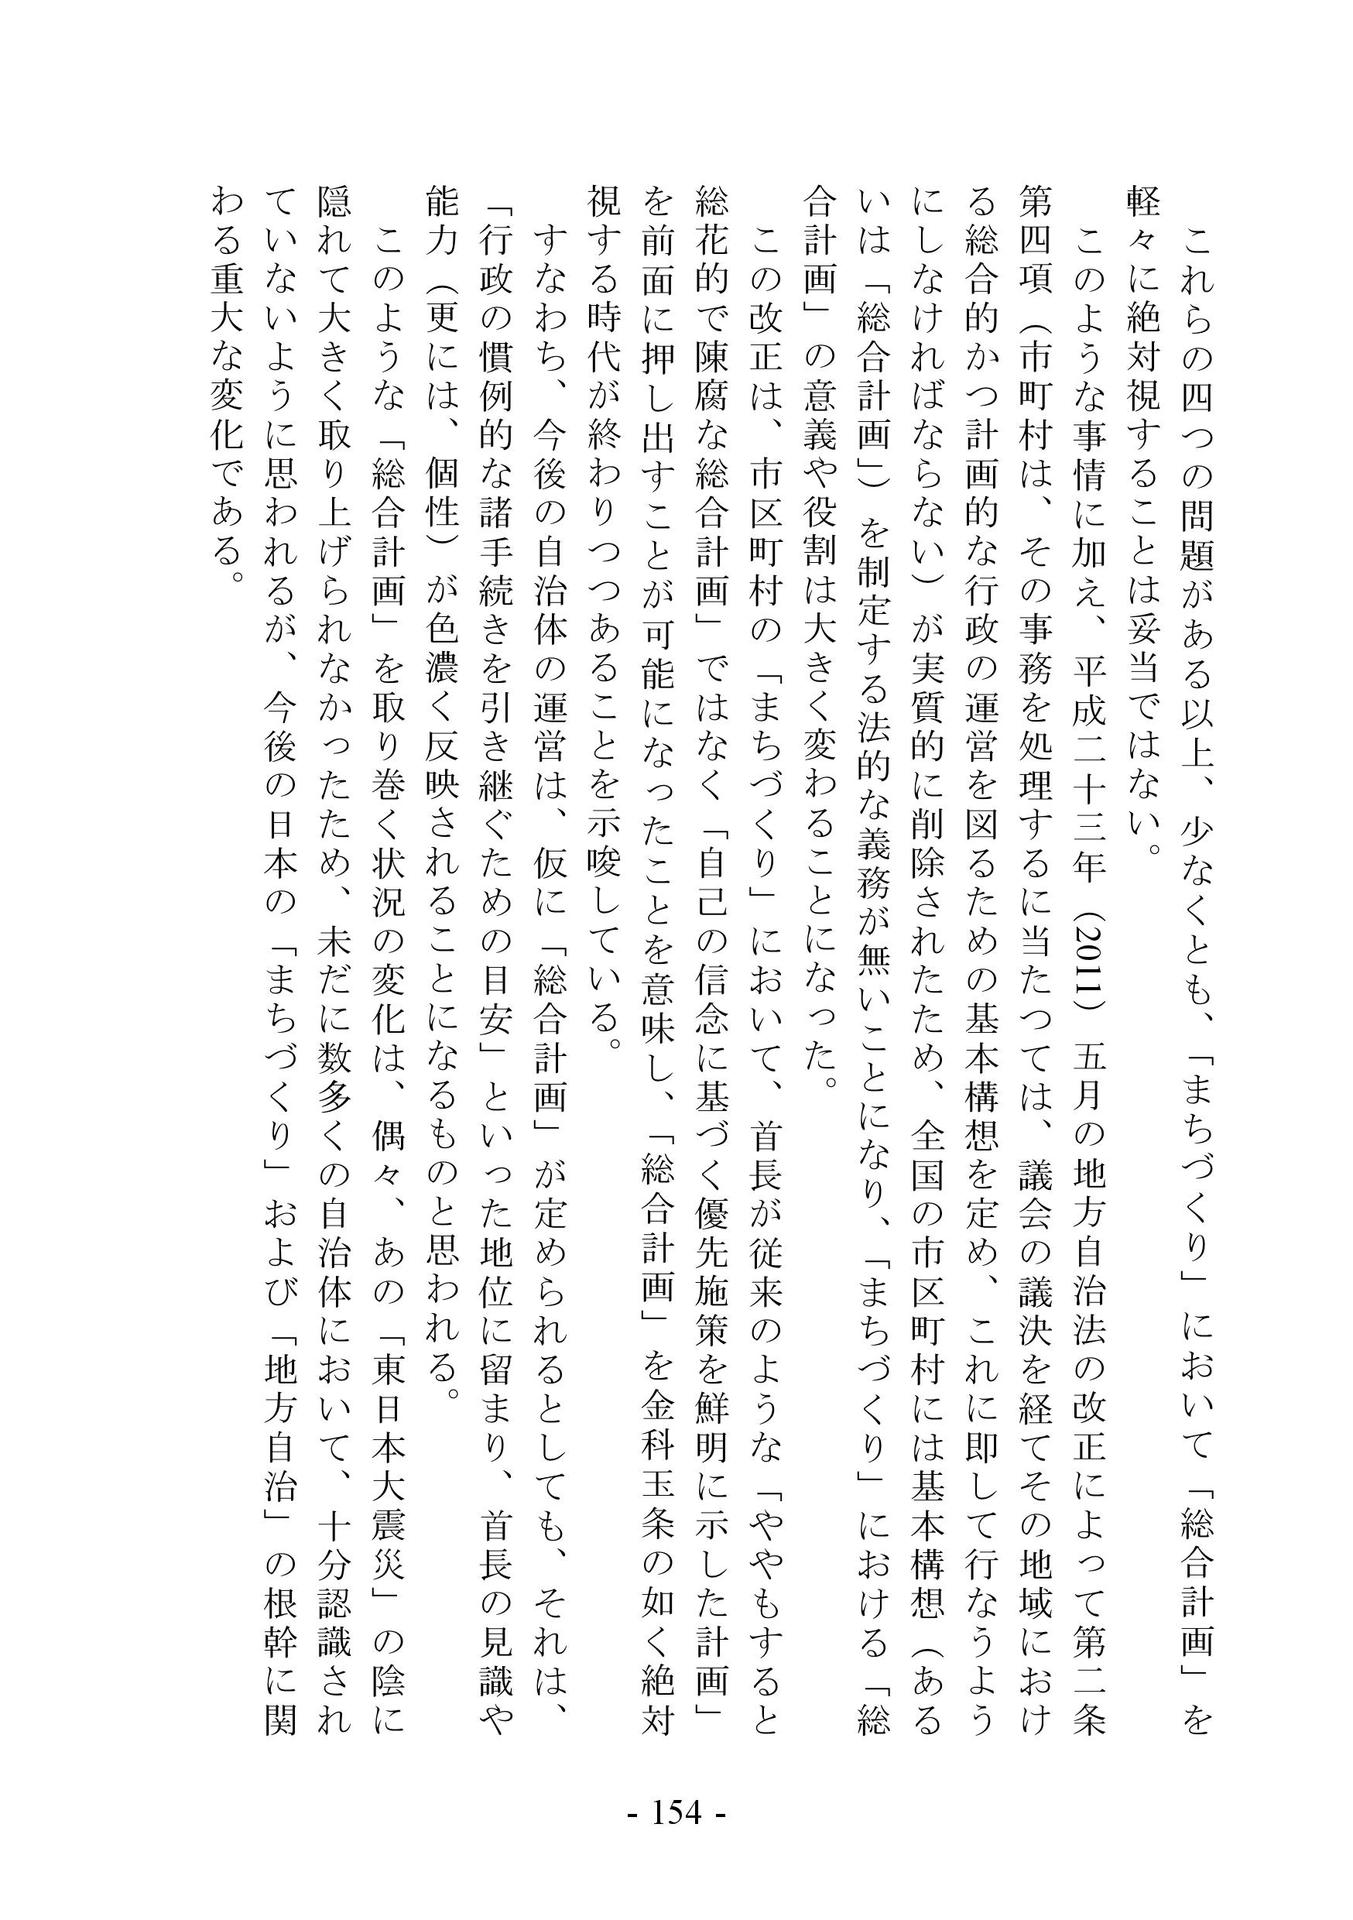 これらの四つの問題がある以上、少なくとも、「まちづくり」において「総合計画」を
軽々に絶対視することは妥当ではない。
このような事情に加え、平成二十三年（2011）五月の地方自治法の改正によって第二条
第四項（市町村は、その事務を処理するに当たつては、議会の議決を経てその地域におけ
る総合的かつ計画的な行政の運営を図るための基本構想を定め、これに即して行なうよう
にしなければならない）が実質的に削除されたため、全国の市区町村には基本構想（ある
いは「総合計画」）を制定する法的な義務が無いことになり、「まちづくり」における「総
合計画」の意義や役割は大きく変わることになった。
この改正は、市区町村の「まちづくり」において、首長が従来のような「ややもすると
総花的で陳腐な総合計画」ではなく「自己の信念に基づく優先施策を鮮明に示した計画」
を前面に押し出すことが可能になったことを意味し、「総合計画」を金科玉条の如く絶対
視する時代が終わりつつあることを示唆している。
すなわち、今後の自治体の運営は、仮に「総合計画」が定められるとしても、それは、
「行政の慣例的な諸手続きを引き継ぐための目安」といった地位に留まり、首長の見識や
能力（更には、個性）が色濃く反映されることになるものと思われる。
このような「総合計画」を取り巻く状況の変化は、偶々、あの「東日本大震災」の陰に
隠れて大きく取り上げられなかったため、未だに数多くの自治体において、十分認識され
ていないように思われるが、今後の日本の「まちづくり」および「地方自治」の根幹に関
わる重大な変化である。
- 154 -